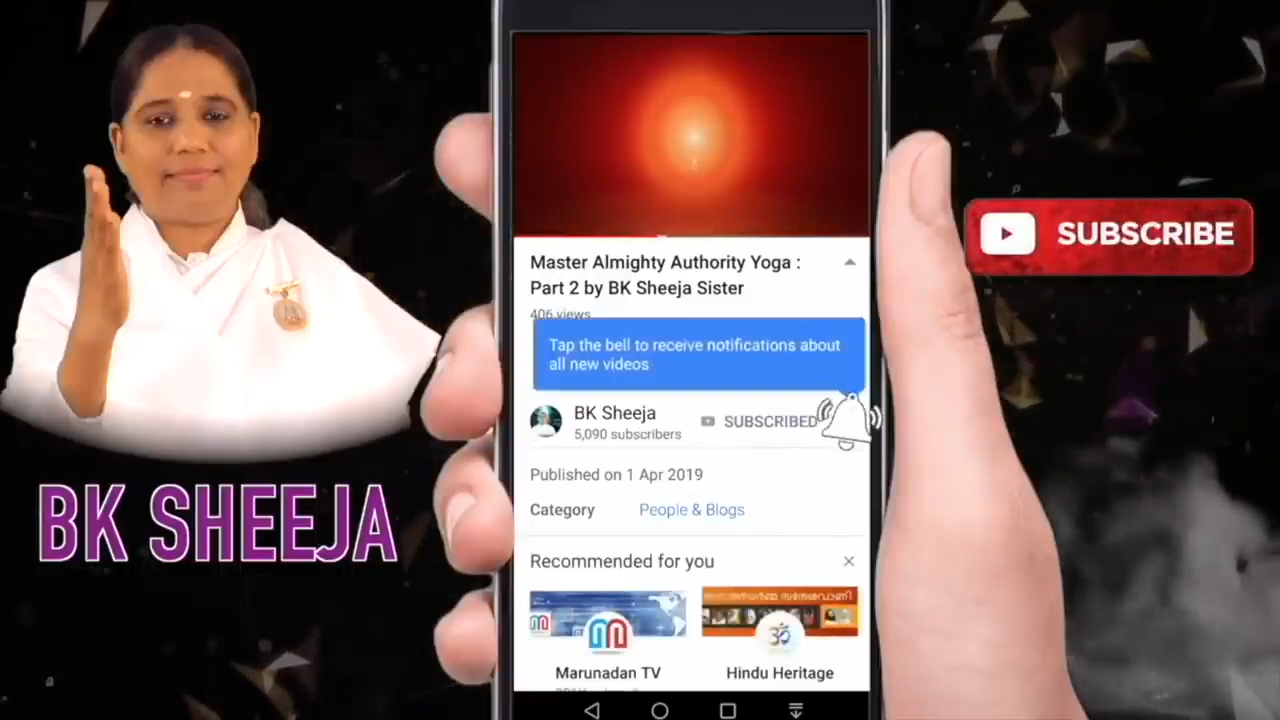 Master Almighty Authority Yoga :
Part 2 by BK Sheeja Sister
406 views
Tap the bell to receive notifications about
all new videos
BK Sheeja
SUBSCRIBED
5,090 subscribers
Published on 1 Apr 2019
Category People & Blogs
Recommended for you
Marunadan TV
Hindu Heritage
SUBSCRIBE
BK SHEEJA